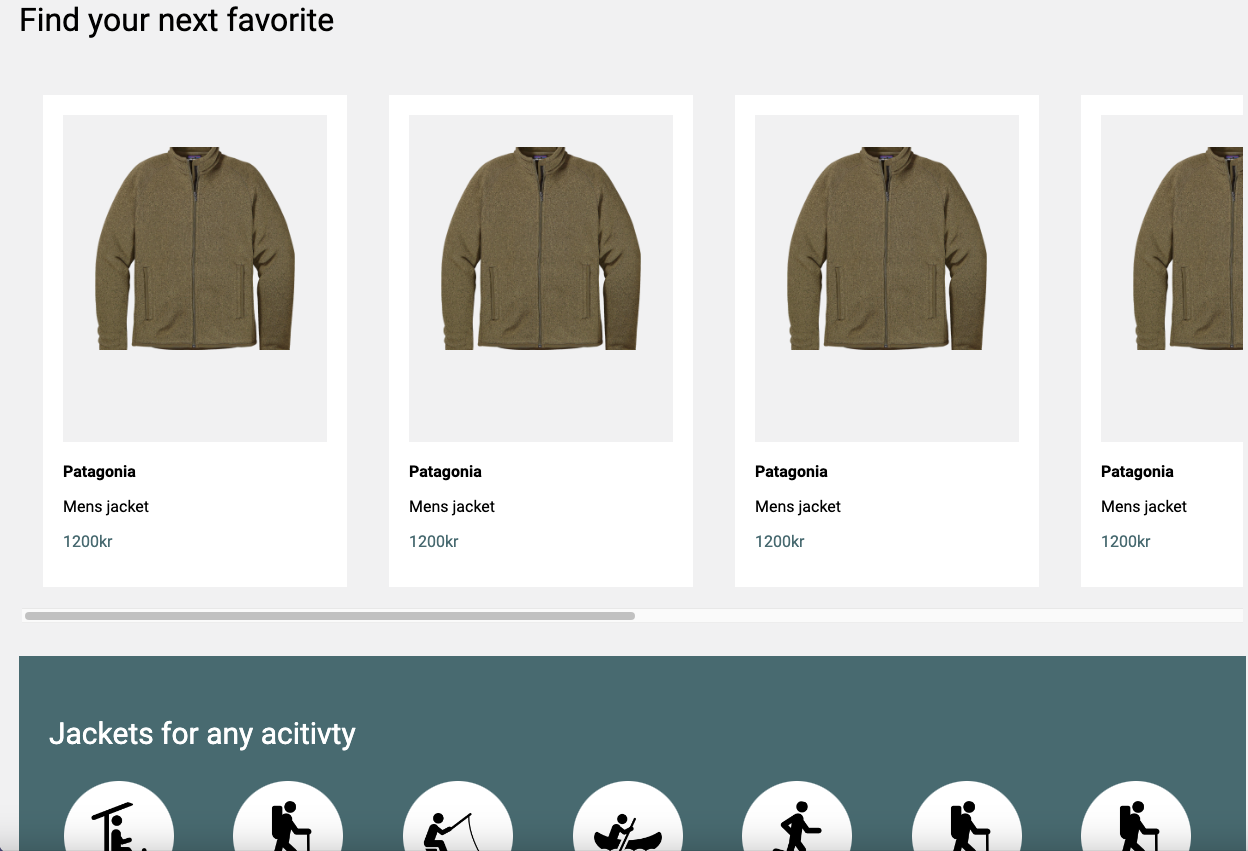 Find your next favorite
Patagonia
Mens jacket
1200kr
Patagonia
Mens jacket
1200kr
Patagonia
Mens jacket
1200kr
Patagonia
Mens jacket
1200kr
Jackets for any acitivty